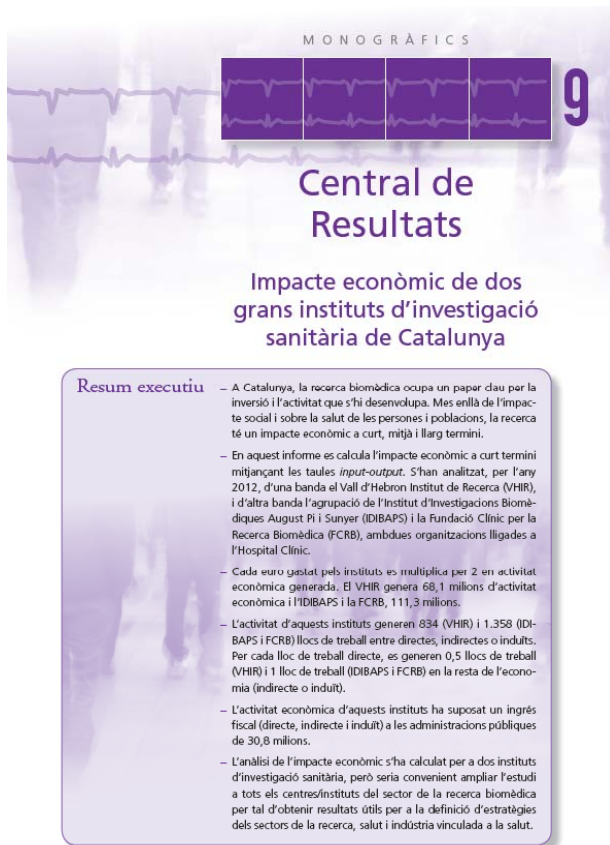 MONOGRÀFICS
9
Central de
Resultats
Impacte econòmic de dos
grans instituts d'investigació
sanitària de Catalunya
Resum executiu
– A Catalunya, la recerca biomèdica ocupa un paper clau per la
inversió i l'activitat que s'hi desenvolupa. Mes enllà de l'impac-
te social i sobre la salut de les persones i poblacions, la recerca
té un impacte econòmic a curt, mitjà i llarg termini.
– En aquest informe es calcula l'impacte econòmic a curt termini
mitjançant les taules input-output. S'han analitzat, per l'any
2012, d'una banda el Vall d'Hebron Institut de Recerca (VHIR),
i d'altra banda l'agrupació de l'Institut d'Investigacions Biomè-
diques August Pi i Sunyer (IDIBAPS) i la Fundació Clínic per la
Recerca Biomèdica (FCRB), ambdues organitzacions lligades a
l'Hospital Clínic.
– Cada euro gastat pels instituts es multiplica per 2 en activitat
econòmica generada. El VHIR genera 68,1 milions d'activitat
econòmica i l'IDIBAPS i la FCRB, 111,3 milions.
– L'activitat d'aquests instituts generen 834 (VHIR) i 1.358 (IDI-
BAPS i FCRB) llocs de treball entre directes, indirectes o induïts.
Per cada lloc de treball directe, es generen 0,5 llocs de treball
(VHIR) i 1 lloc de treball (IDIBAPS i FCRB) en la resta de l'econo-
mia (indirecte o induït).
– L'activitat econòmica d'aquests instituts ha suposat un ingrés
fiscal (directe, indirecte i induït) a les administracions públiques
de 30,8 milions.
– L'anàlisi de l'impacte econòmic s'ha calculat per a dos instituts
d'investigació sanitària, però seria convenient ampliar l'estudi
a tots els centres/instituts del sector de la recerca biomèdica
per tal d'obtenir resultats útils per a la definició d'estratègies
dels sectors de la recerca, salut i indústria vinculada a la salut.